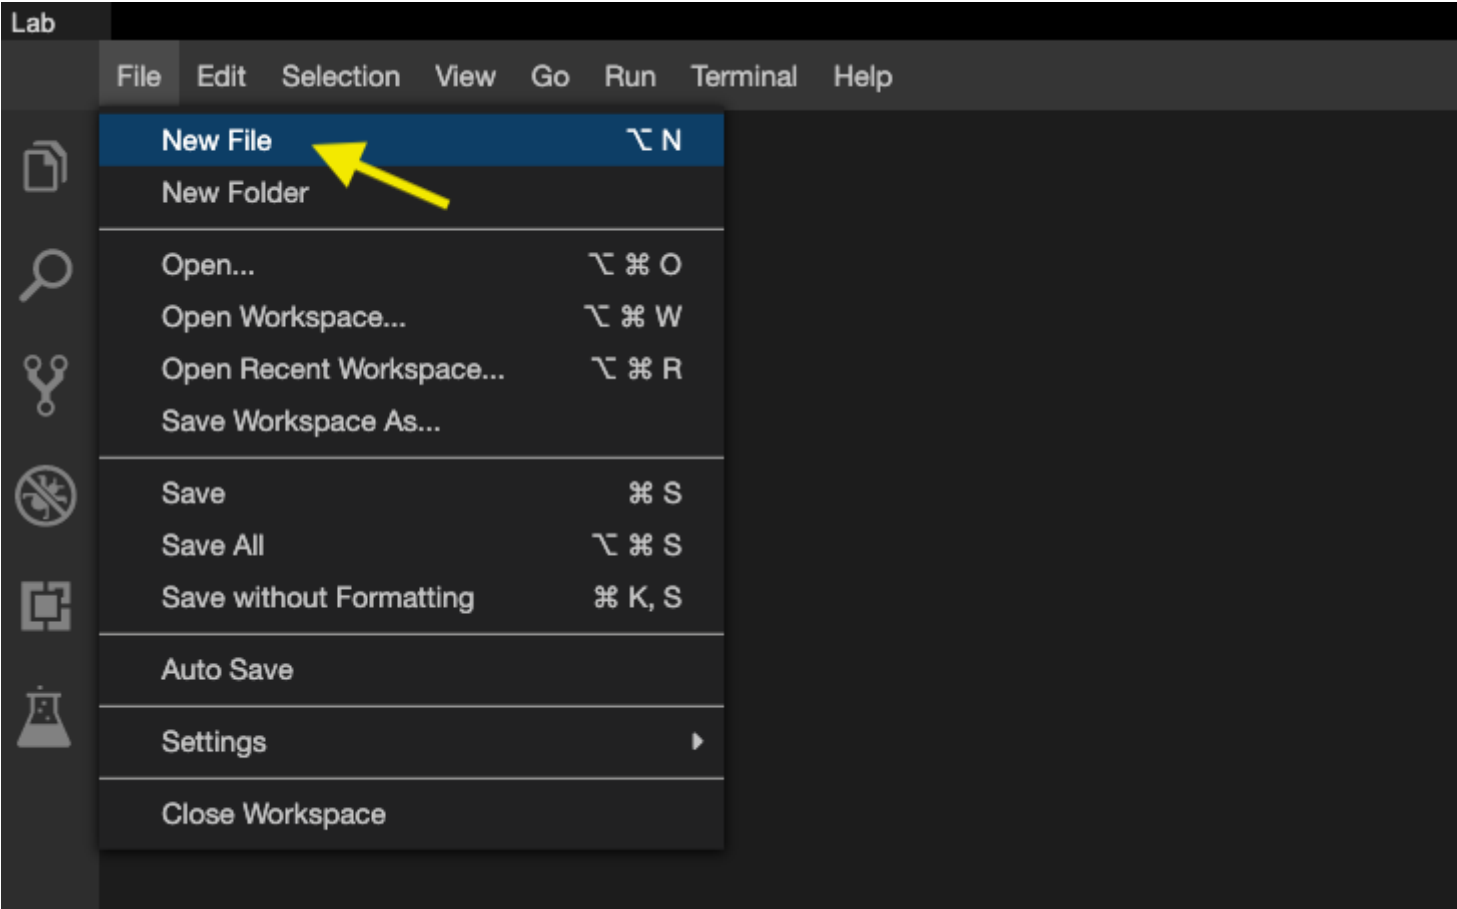 Lab
File Edit Selection View Go Run Terminal Help
New File ⌥ N
New Folder
Open... ⌥ ⌘ O
Open Workspace... ⌥ ⌘ W
Open Recent Workspace... ⌥ ⌘ R
Save Workspace As...
Save ⌘ S
Save All ⌥ ⌘ S
Save without Formatting ⌘ K, S
Auto Save
Settings
Close Workspace